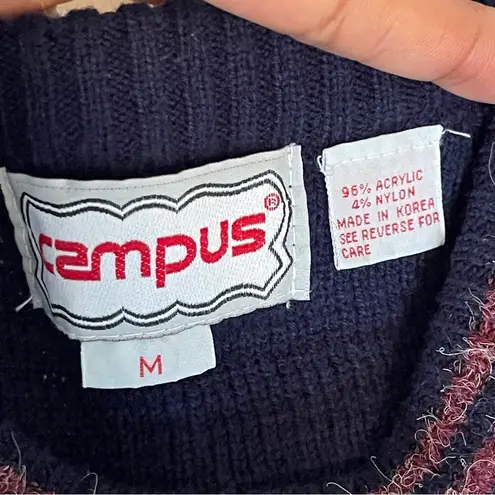 campus®
M
96% ACRYLIC
4% NYLON
MADE IN KOREA
SEE REVERSE FOR
CARE